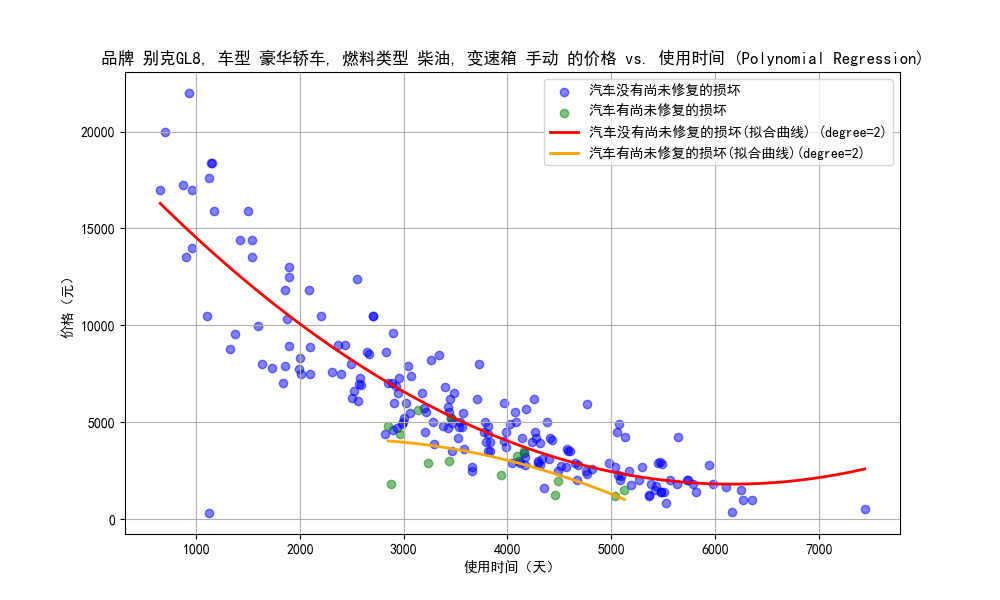 品牌 别克GL8, 车型 豪华轿车, 燃料类型 柴油, 变速箱 手动 的价格 vs. 使用时间 (Polynomial Regression)
汽车没有尚未修复的损坏
汽车有尚未修复的损坏
汽车没有尚未修复的损坏(拟合曲线) (degree=2)
汽车有尚未修复的损坏(拟合曲线)(degree=2)
价格（元）
20000
17500
15000
12500
10000
7500
5000
2500
0
1000 2000 3000 4000 5000 6000 7000
使用时间（天）